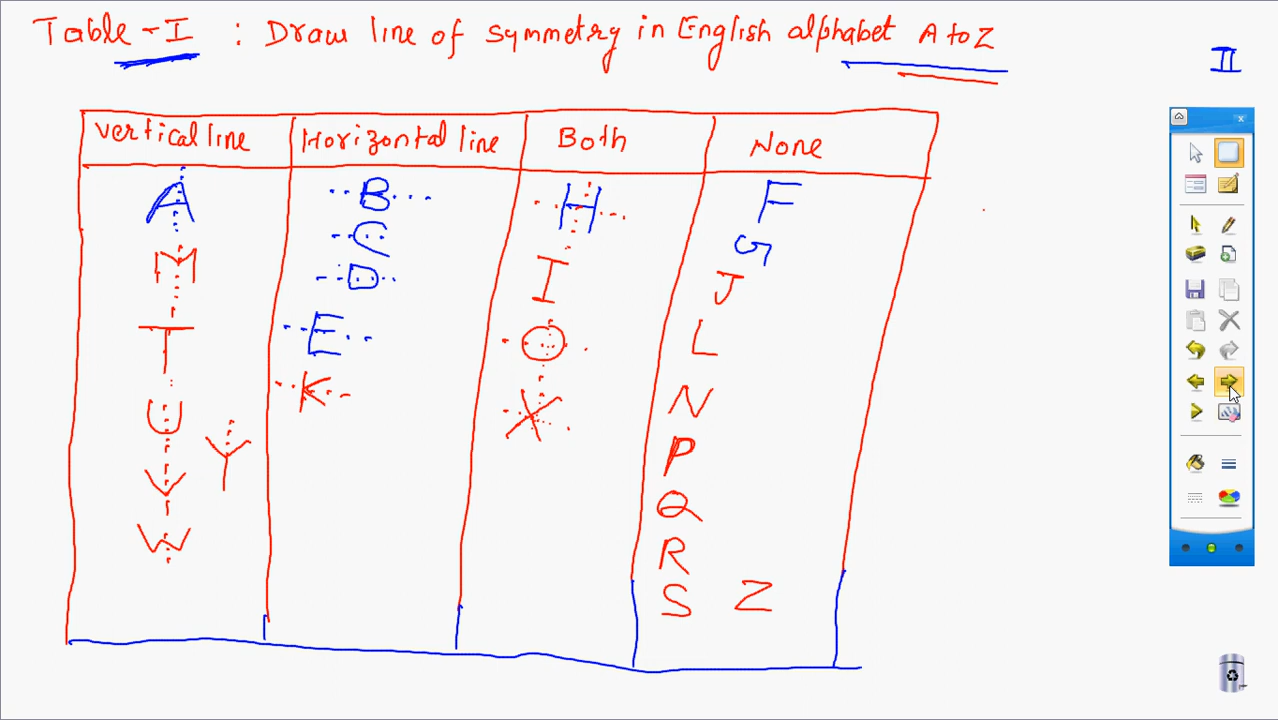 Table - I : Draw line of symmetry in English alphabet A to Z
II
Vertical line Horizontal line Both None
A B H F
C G
M D I J
T E O L
U K X N
Y P
V Q
W R
S Z